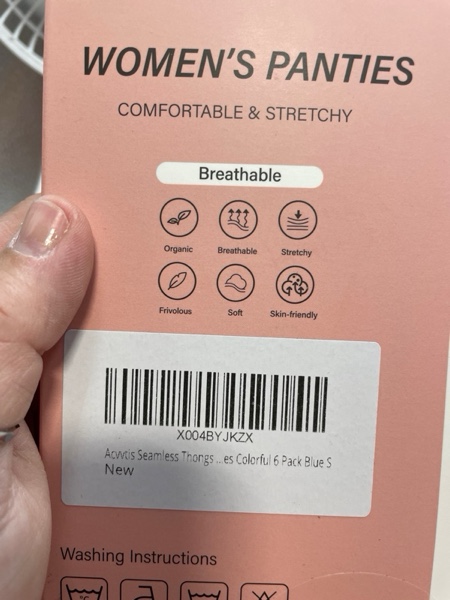 WOMEN'S PANTIES
COMFORTABLE & STRETCHY
Breathable
Organic Breathable Stretchy
Frivolous Soft Skin-friendly
X004BYJKZX
Acvvtis Seamless Thongs ...es Colorful 6 Pack Blue S
New
Washing Instructions